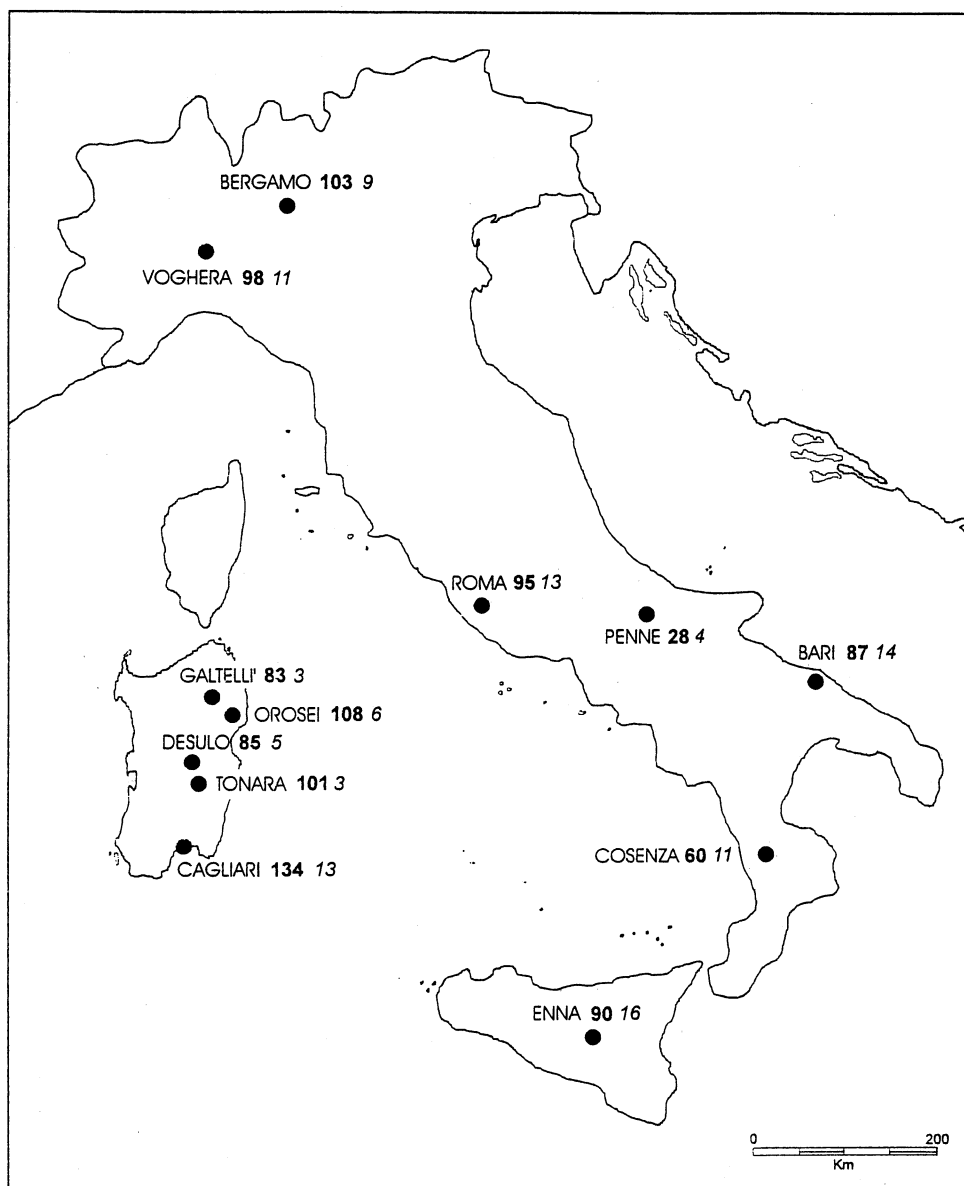 BERGAMO 103 9
VOGHERA 98 11
ROMA 95 13
PENNE 28 4
BARI 87 14
GALTELLI' 83 3
OROSEI 108 6
DESULO 85 5
TONARA 101 3
COSENZA 60 11
CAGLIARI 134 13
ENNA 90 16
0 200
Km